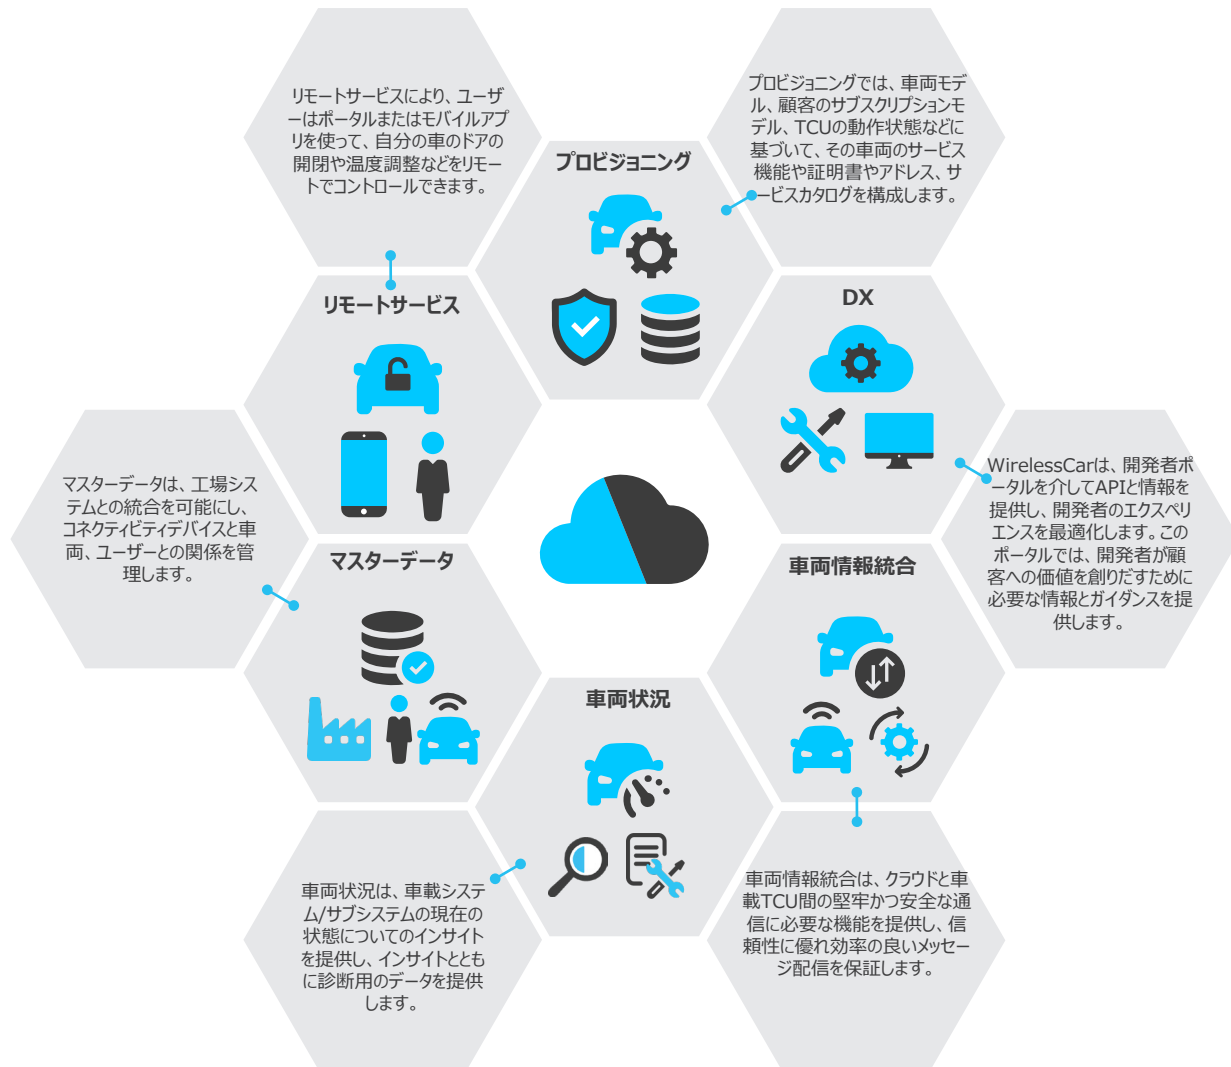 リモートサービスにより、ユーザ
ーはポータルまたはモバイルアプ
リを使って、自分の車のドアの
開閉や温度調整などをリモー
トでコントロールできます。
プロビジョニングでは、車両モデ
ル、顧客のサブスクリプションモ
デル、TCUの動作状態などに
基づいて、その車両のサービス
機能や証明書やアドレス、サ
ービスカタログを構成します。
プロビジョニング
リモートサービス
DX
マスターデータは、工場シス
テムとの統合を可能にし、
コネクティビティデバイスと車
両、ユーザーとの関係を管
理します。
WirelessCarは、開発者ポ
ータルを介してAPIと情報を
提供し、開発者のエクスペリ
エンスを最適化します。この
ポータルでは、開発者が顧
客への価値を創りだすために
必要な情報とガイダンスを提
供します。
マスターデータ
車両情報統合
車両状況
車両状況は、車載システ
ム/サブシステムの現在の
状態についてのインサイト
を提供し、インサイトととも
に診断用のデータを提供
します。
車両情報統合は、クラウドと車
載TCU間の堅牢かつ安全な通
信に必要な機能を提供し、信
頼性に優れ効率の良いメッセー
ジ配信を保証します。